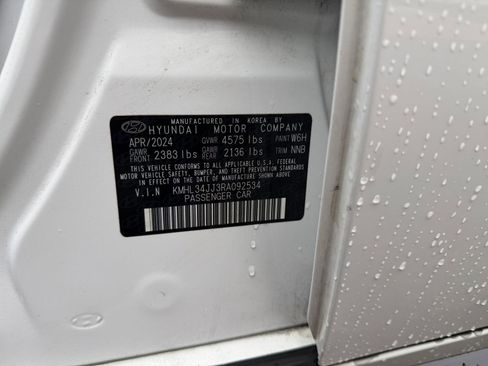 MANUFACTURED IN KOREA BY
HYUNDAI MOTOR COMPANY
APR/2024 GVWR 4575 lbs PAINT W6H
GAWR FRONT 2383 lbs GAWR REAR 2136 lbs TRIM NNB
THIS VEHICLE CONFORMS TO ALL APPLICABLE U.S. FEDERAL
MOTOR VEHICLE SAFETY, BUMPER, AND THEFT PREVENTION STANDARDS
IN EFFECT ON THE DATE OF MANUFACTURE SHOWN ABOVE.
V.I.N KMHL34JJ3RA092534
PASSENGER CAR